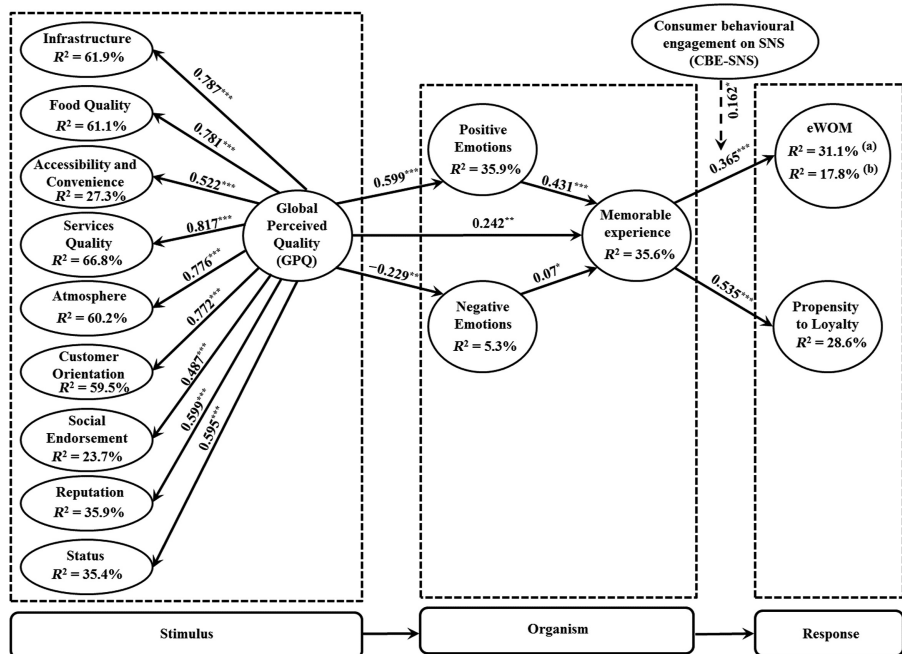 Infrastructure
R² = 61.9%
Food Quality
R² = 61.1%
Accessibility and
Convenience
R² = 27.3%
Services
Quality
R² = 66.8%
Atmosphere
R² = 60.2%
Customer
Orientation
R² = 59.5%
Social
Endorsement
R² = 23.7%
Reputation
R² = 35.9%
Status
R² = 35.4%
0.787***
0.781***
0.522***
0.817***
0.776***
0.772***
0.487***
0.599***
0.595***
Global
Perceived
Quality
(GPQ)
0.599***
0.242**
−0.229**
Positive
Emotions
R² = 35.9%
Negative
Emotions
R² = 5.3%
0.431***
0.07*
Memorable
experience
R² = 35.6%
Consumer behavioural
engagement on SNS
(CBE-SNS)
0.162*
0.365***
0.535***
eWOM
R² = 31.1% (a)
R² = 17.8% (b)
Propensity
to Loyalty
R² = 28.6%
Stimulus
Organism
Response